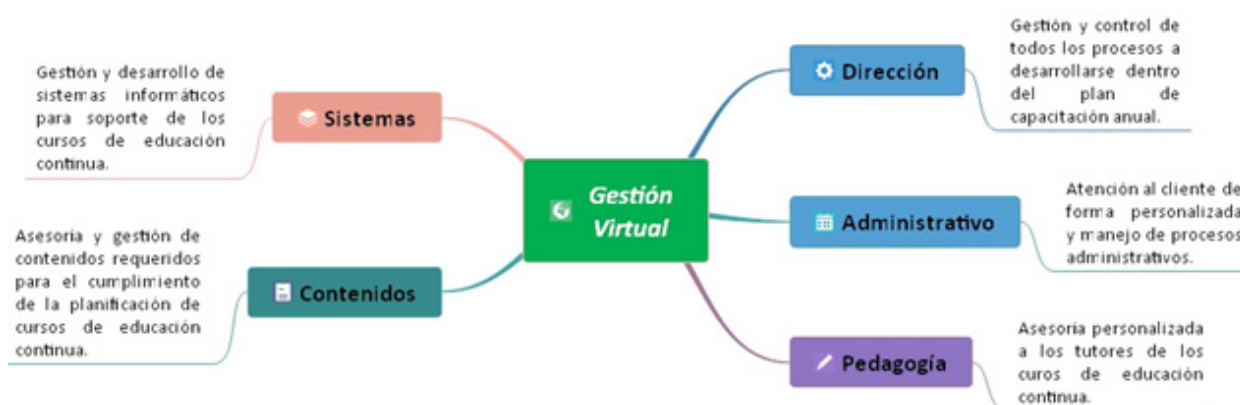 Gestión y desarrollo de
sistemas informáticos
para soporte de los
cursos de educación
continua.
Sistemas
Asesoría y gestión de
contenidos requeridos
para el cumplimiento
de la planificación de
cursos de educación
continua.
Contenidos
Gestión
Virtual
Dirección
Gestión y control de
todos los procesos a
desarrollarse dentro
del plan de
capacitación anual.
Administrativo
Atención al cliente de
forma personalizada
y manejo de procesos
administrativos.
Pedagogía
Asesoría personalizada
a los tutores de los
curos de educación
continua.